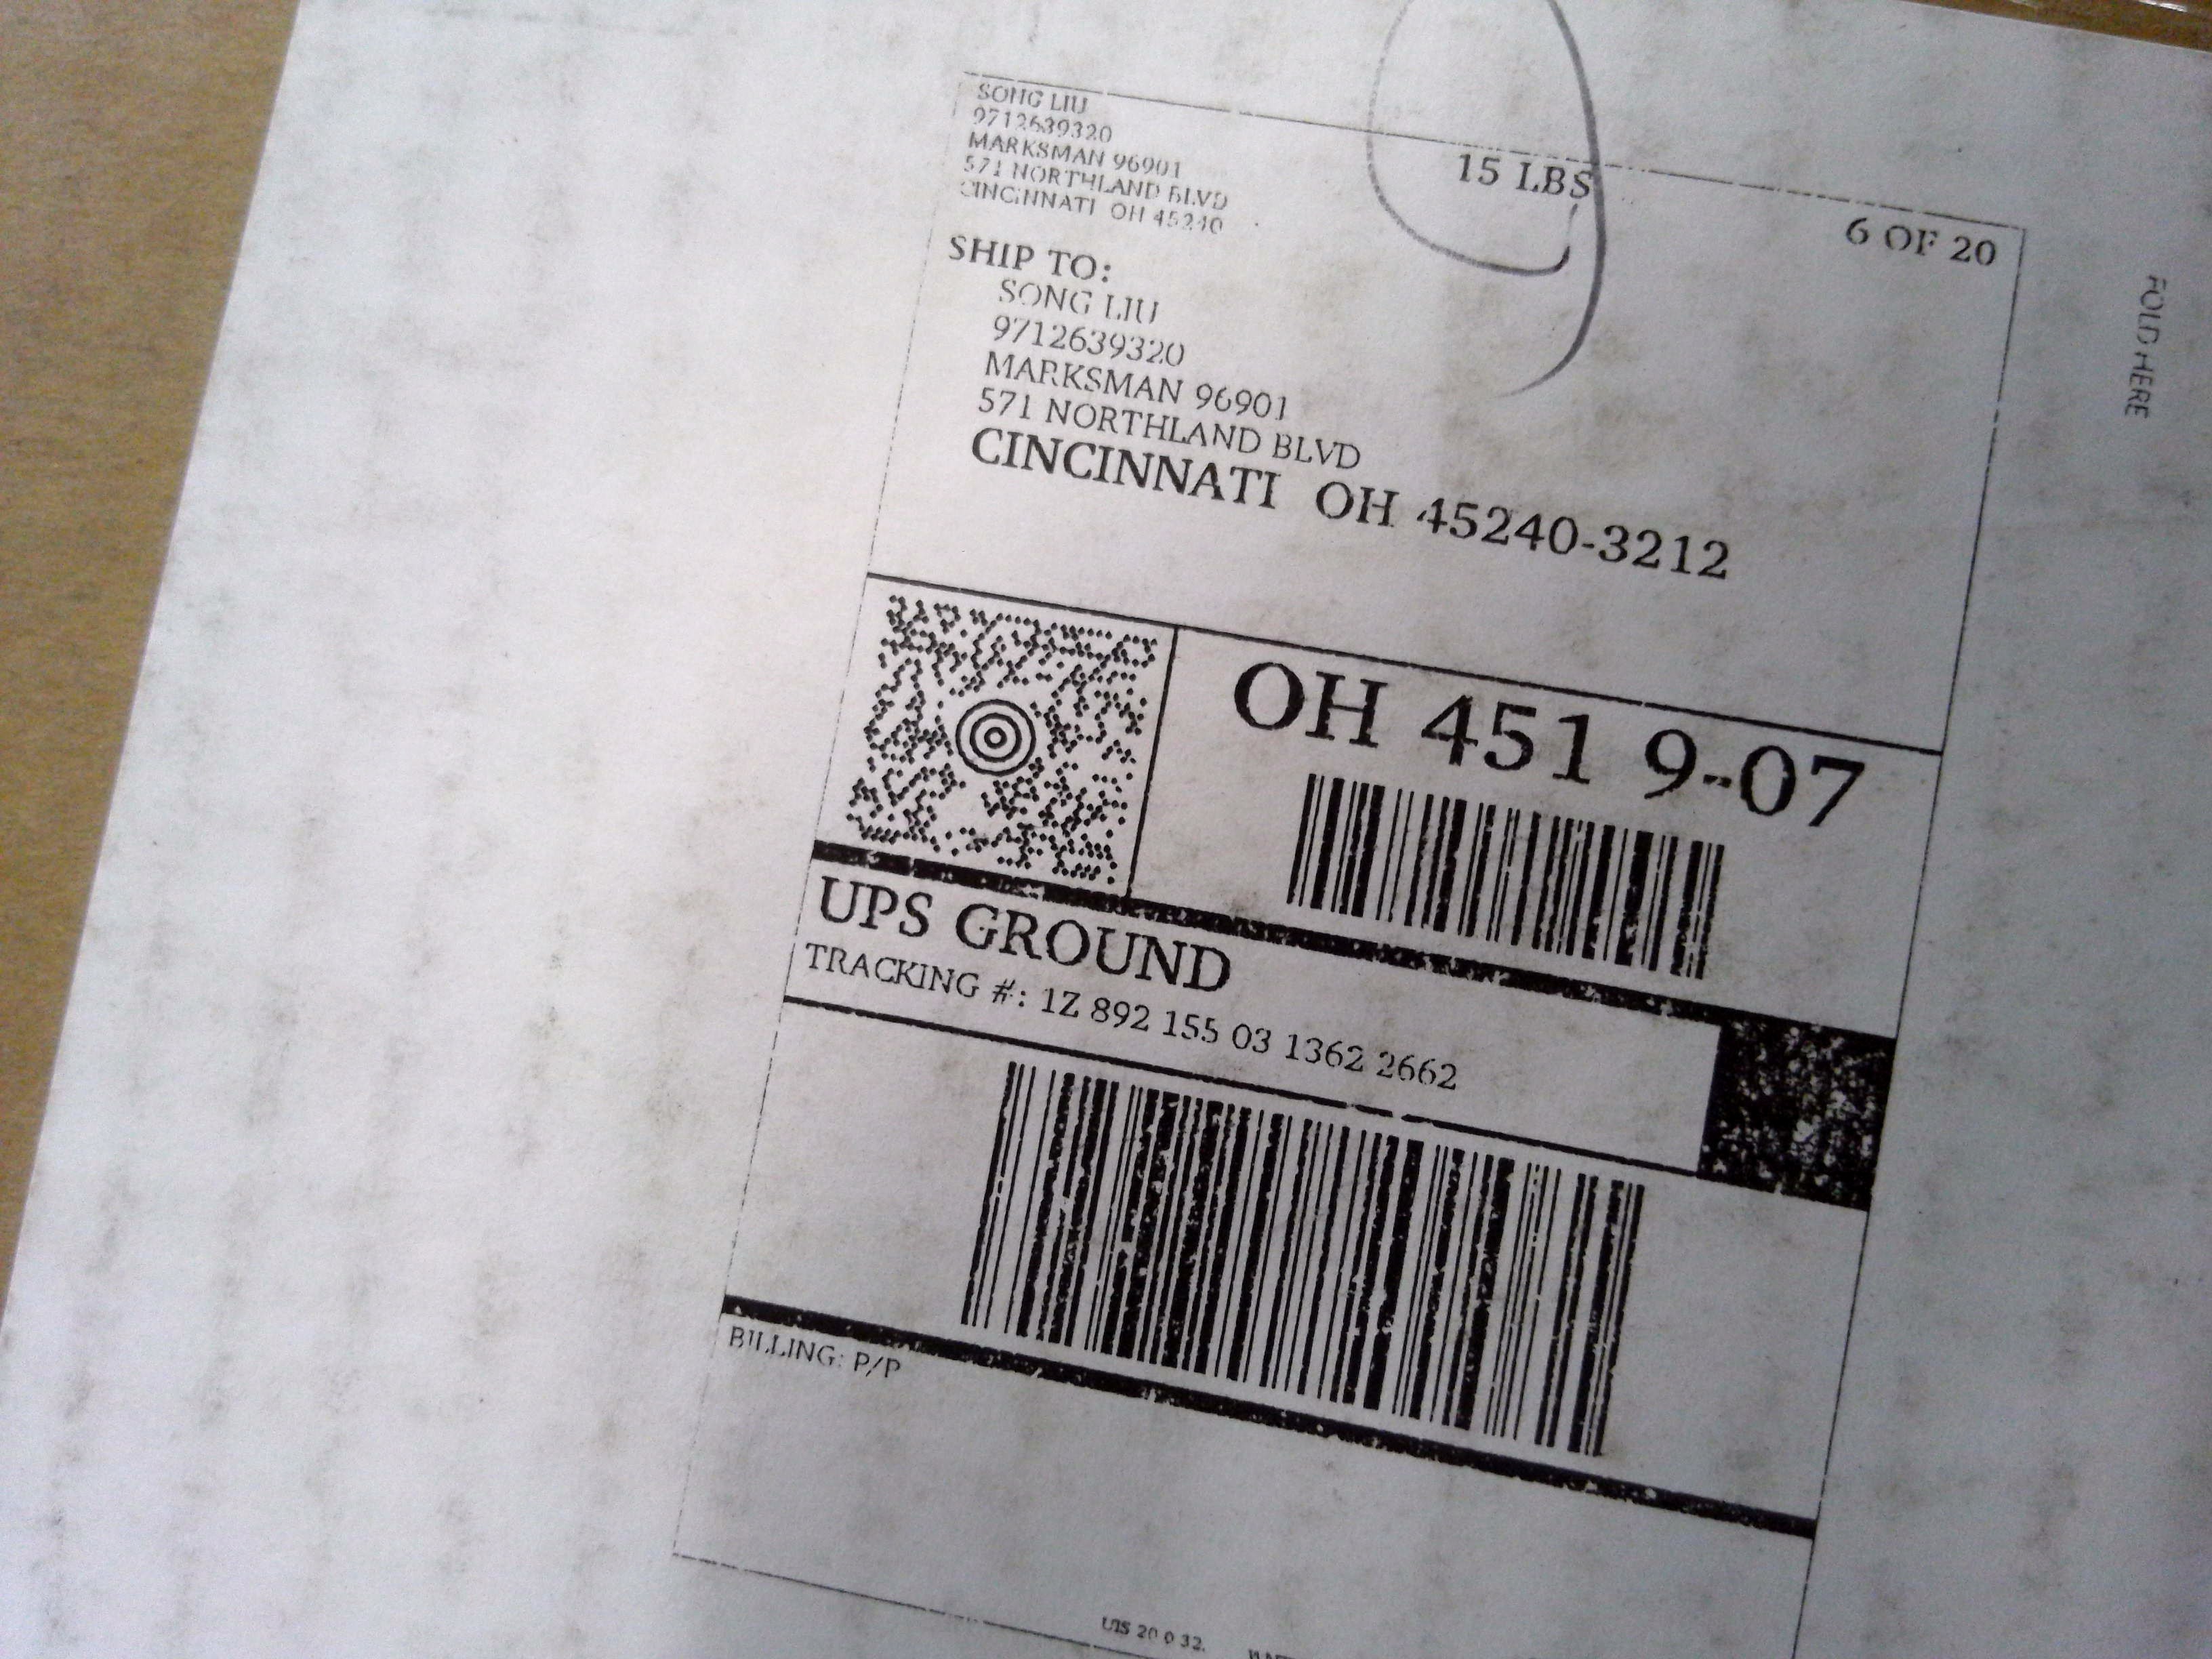 SONG LIU
9712639320
MARKSMAN 96901
571 NORTHLAND BLVD
CINCINNATI OH 45240
15 LBS
6 OF 20
SHIP TO:
SONG LIU
9712639320
MARKSMAN 96901
571 NORTHLAND BLVD
CINCINNATI OH 45240-3212
FOLD HERE
OH 451 9-07
UPS GROUND
TRACKING #: 1Z 892 155 03 1362 2662
BILLING: P/P